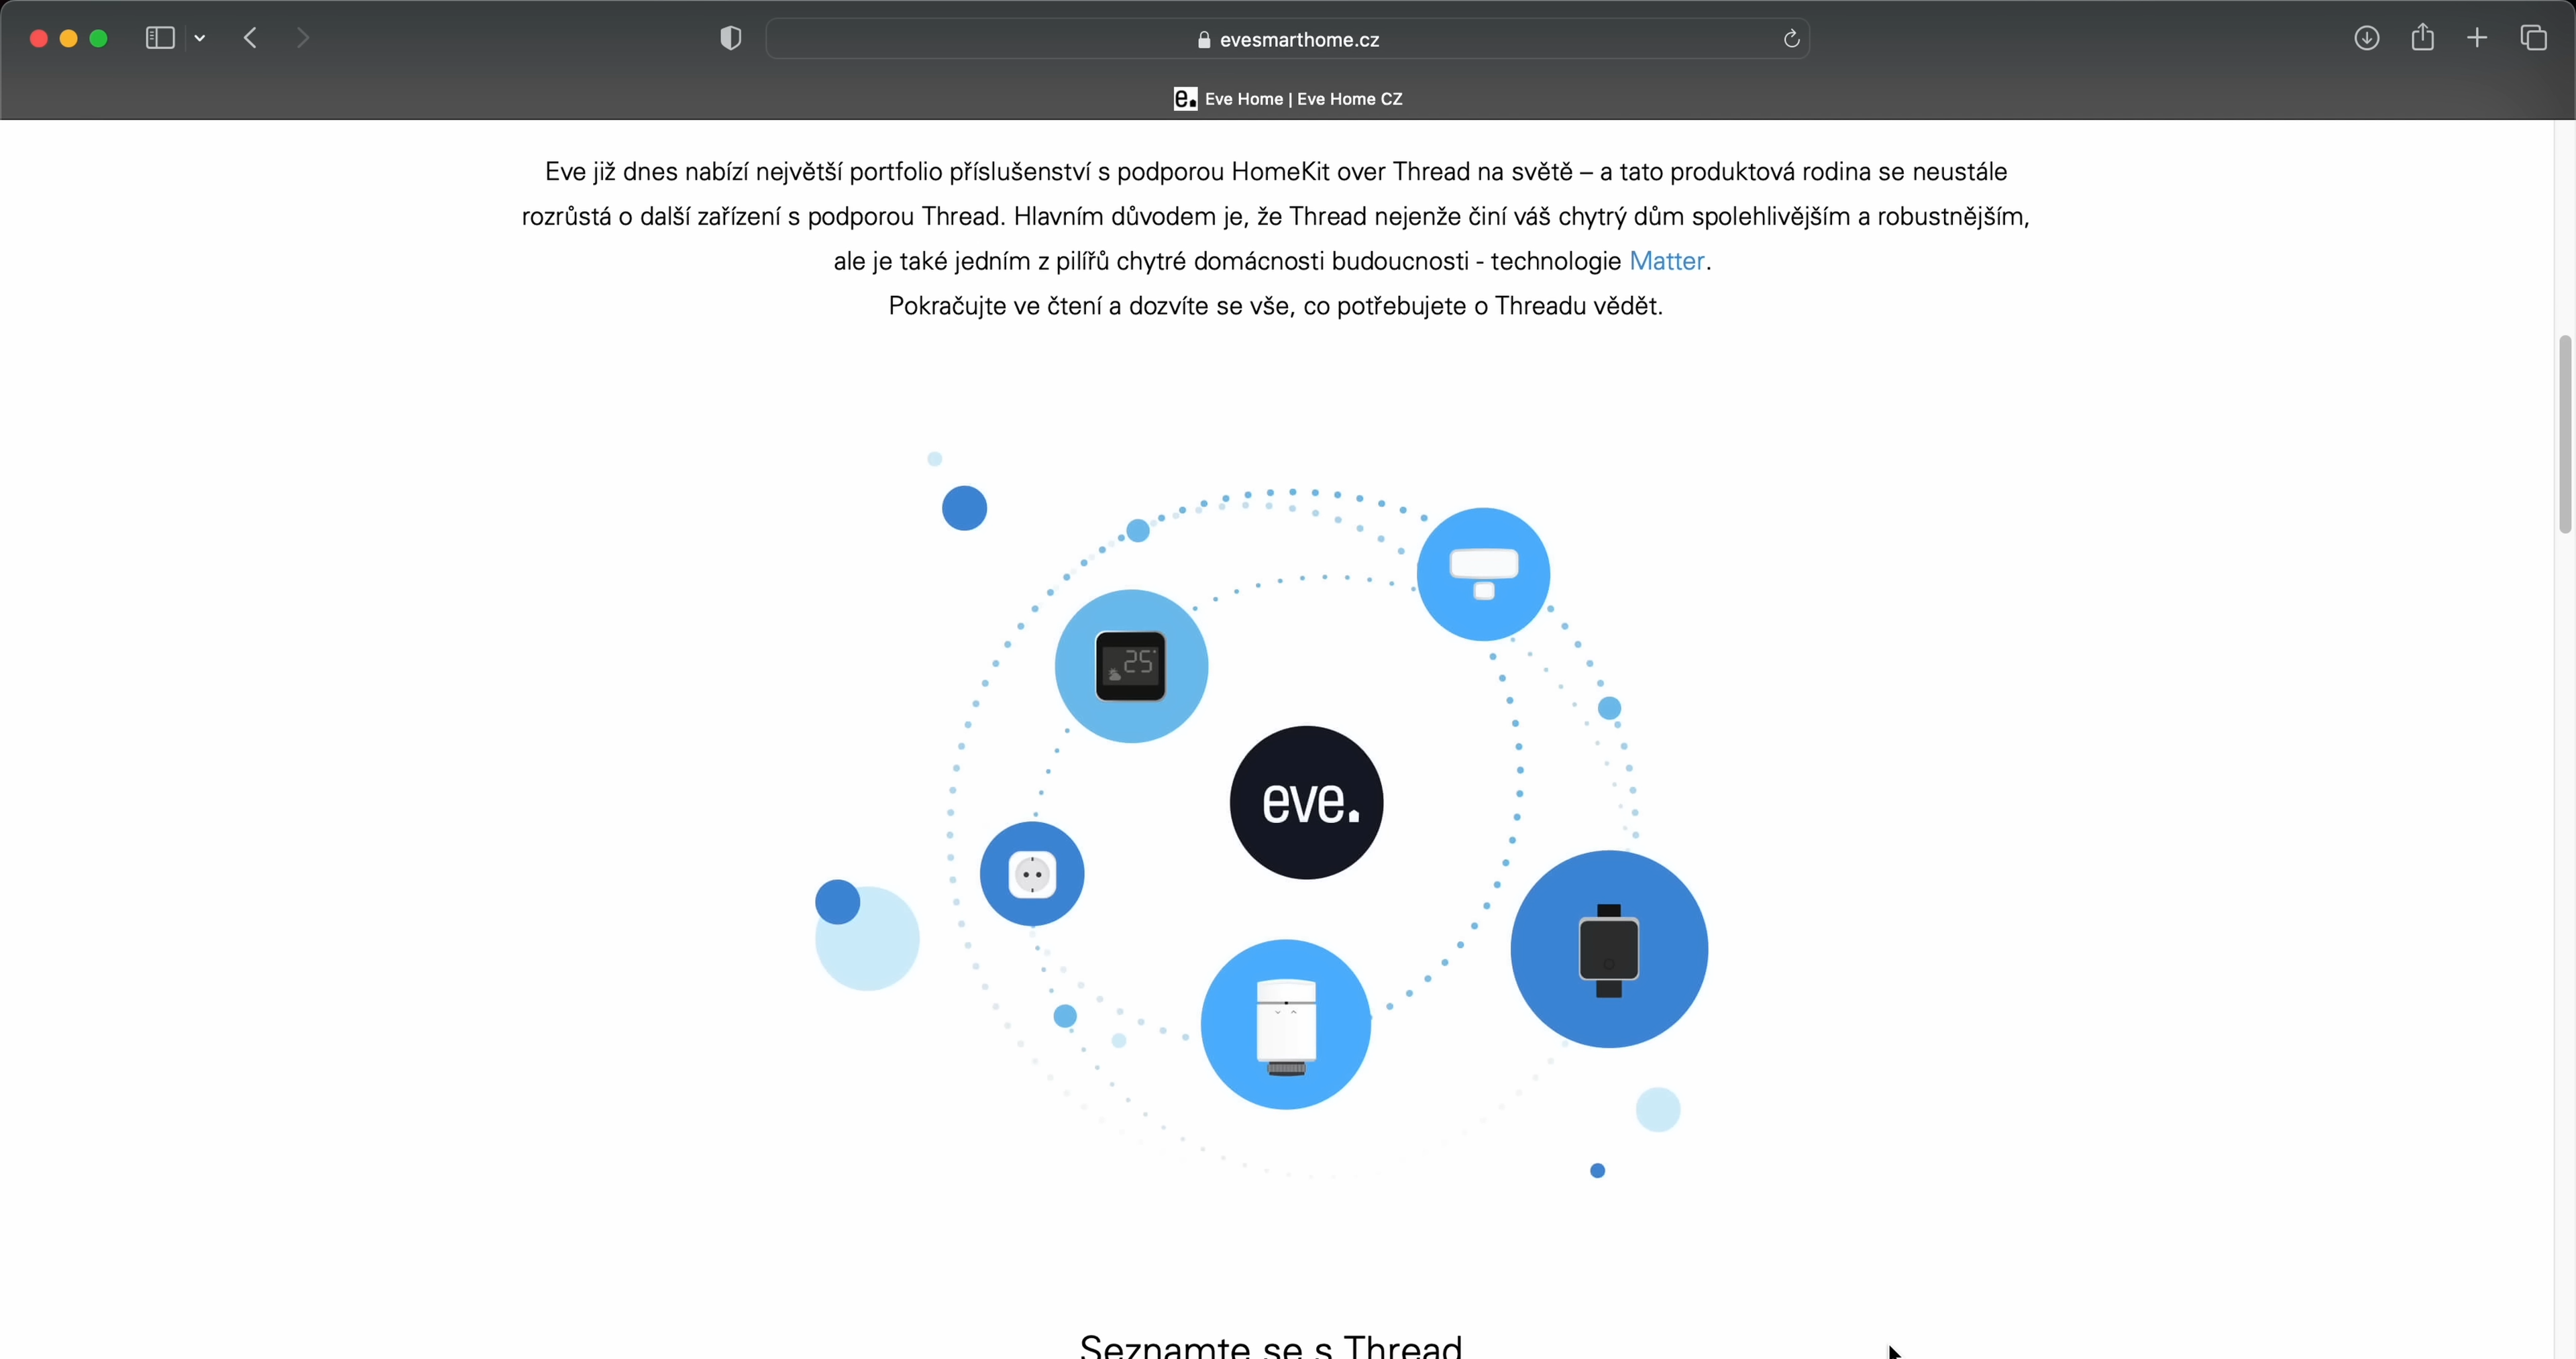 evesmarthome.cz
e. Eve Home | Eve Home CZ
Eve již dnes nabízí největší portfolio příslušenství s podporou HomeKit over Thread na světě – a tato produktová rodina se neustále
rozrůstá o další zařízení s podporou Thread. Hlavním důvodem je, že Thread nejenže činí váš chytrý dům spolehlivějším a robustnějším,
ale je také jedním z pilířů chytré domácnosti budoucnosti - technologie Matter.
Pokračujte ve čtení a dozvíte se vše, co potřebujete o Threadu vědět.
25°
eve.
Seznamte se s Thread